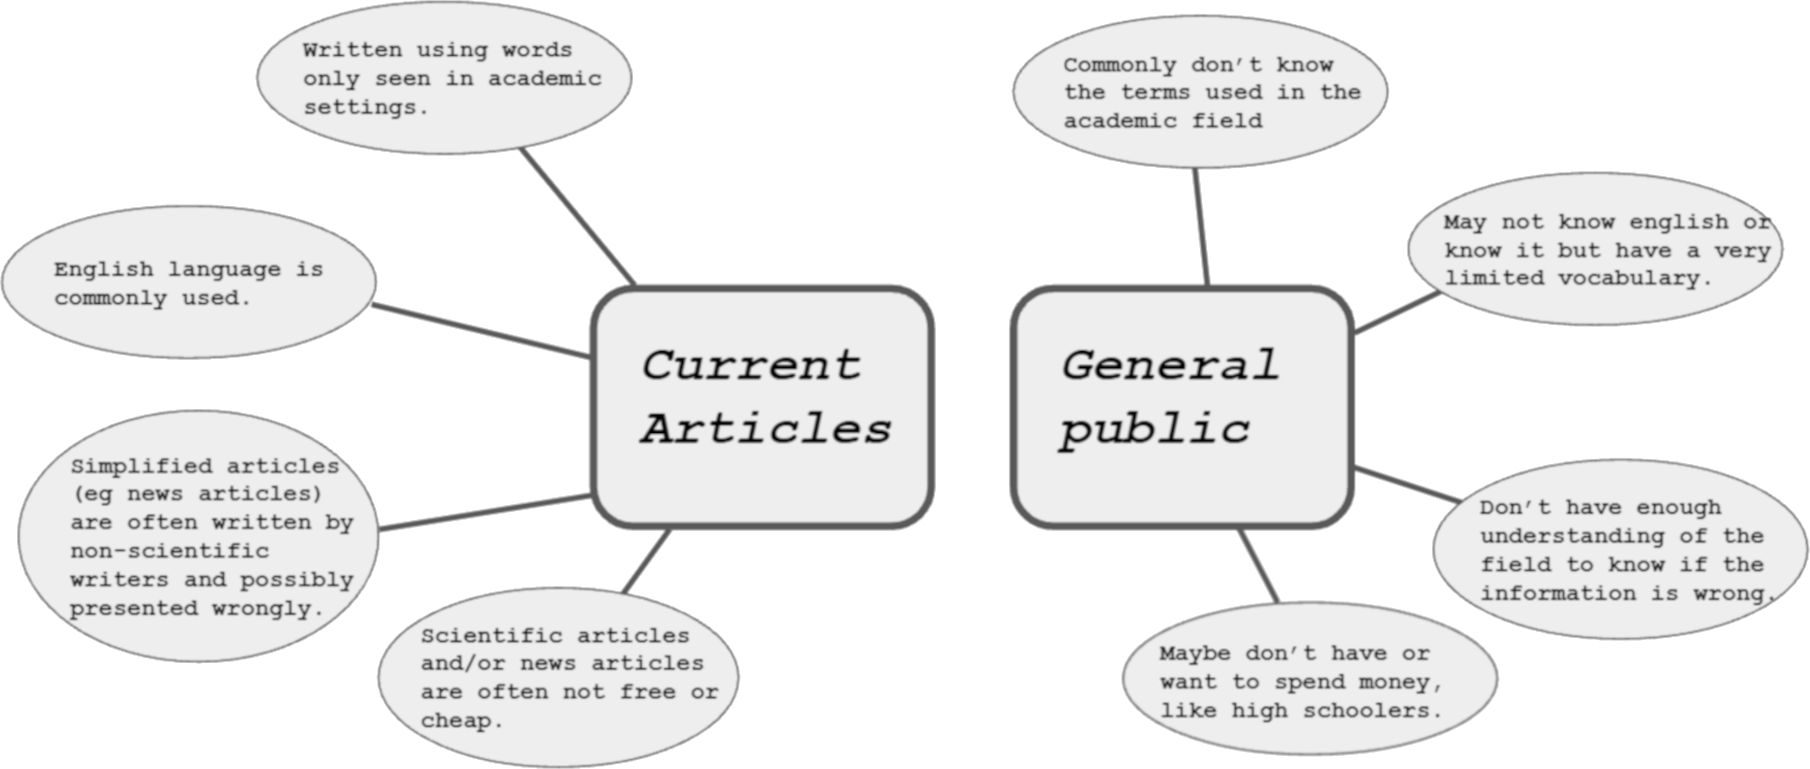 Written using words
only seen in academic
settings.
English language is
commonly used.
Simplified articles
(eg news articles)
are often written by
non-scientific
writers and possibly
presented wrongly.
Scientific articles
and/or news articles
are often not free or
cheap.
Current
Articles
General
public
Commonly don't know
the terms used in the
academic field
May not know english or
know it but have a very
limited vocabulary.
Don't have enough
understanding of the
field to know if the
information is wrong.
Maybe don't have or
want to spend money,
like high schoolers.